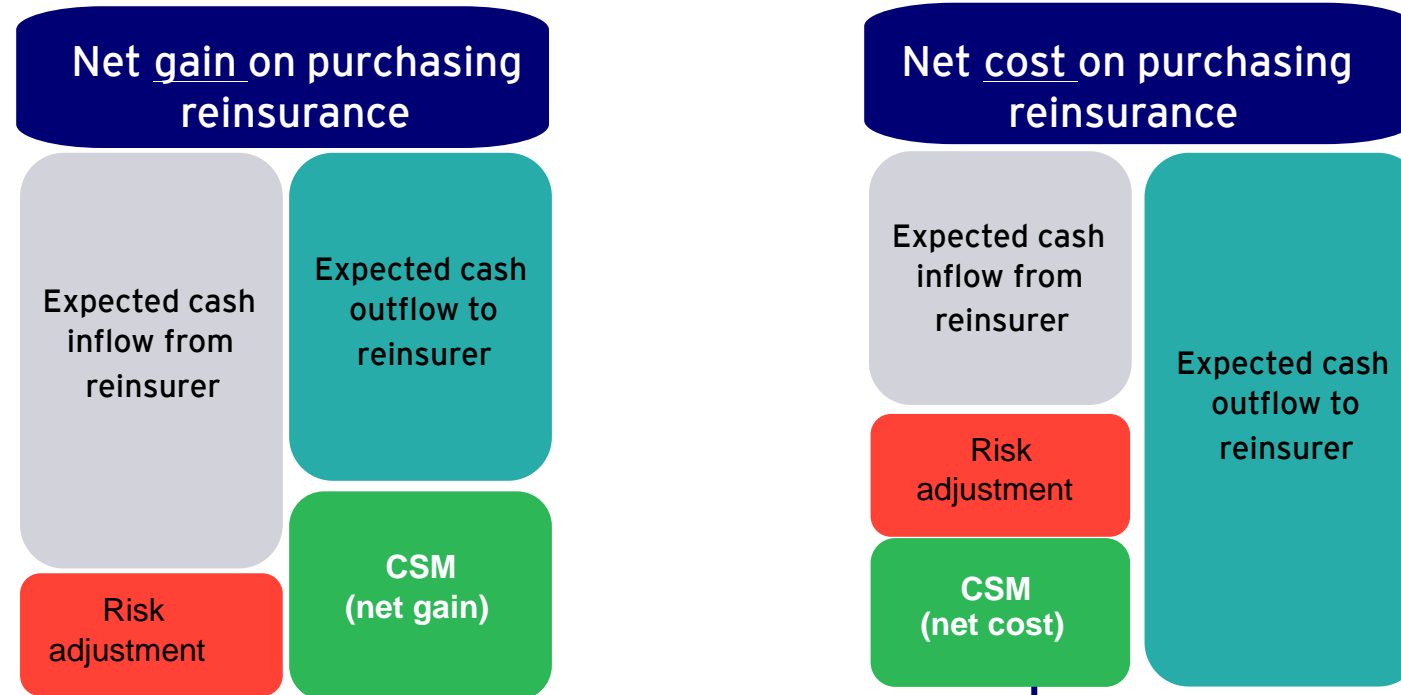 Net gain on purchasing
reinsurance
Expected cash
inflow from
reinsurer
Risk
adjustment
Expected cash
outflow to
reinsurer
CSM
(net gain)
Net cost on purchasing
reinsurance
Expected cash
inflow from
reinsurer
Risk
adjustment
CSM
(net cost)
Expected cash
outflow to
reinsurer